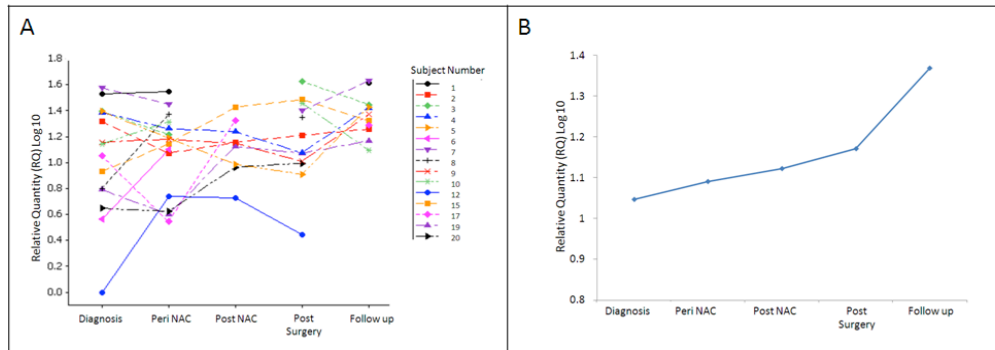 A
Relative Quantity (RQ) Log 10
1.8
1.6
1.4
1.2
1.0
0.8
0.6
0.4
0.2
0.0
Diagnosis
Peri NAC
Post NAC
Post
Surgery
Follow up
Subject Number
1
2
3
4
5
6
7
8
9
10
12
15
17
19
20
B
Relative Quantity (RQ) Log 10
1.4
1.3
1.2
1.1
1
0.9
0.8
Diagnosis
Peri NAC
Post NAC
Post
Surgery
Follow up